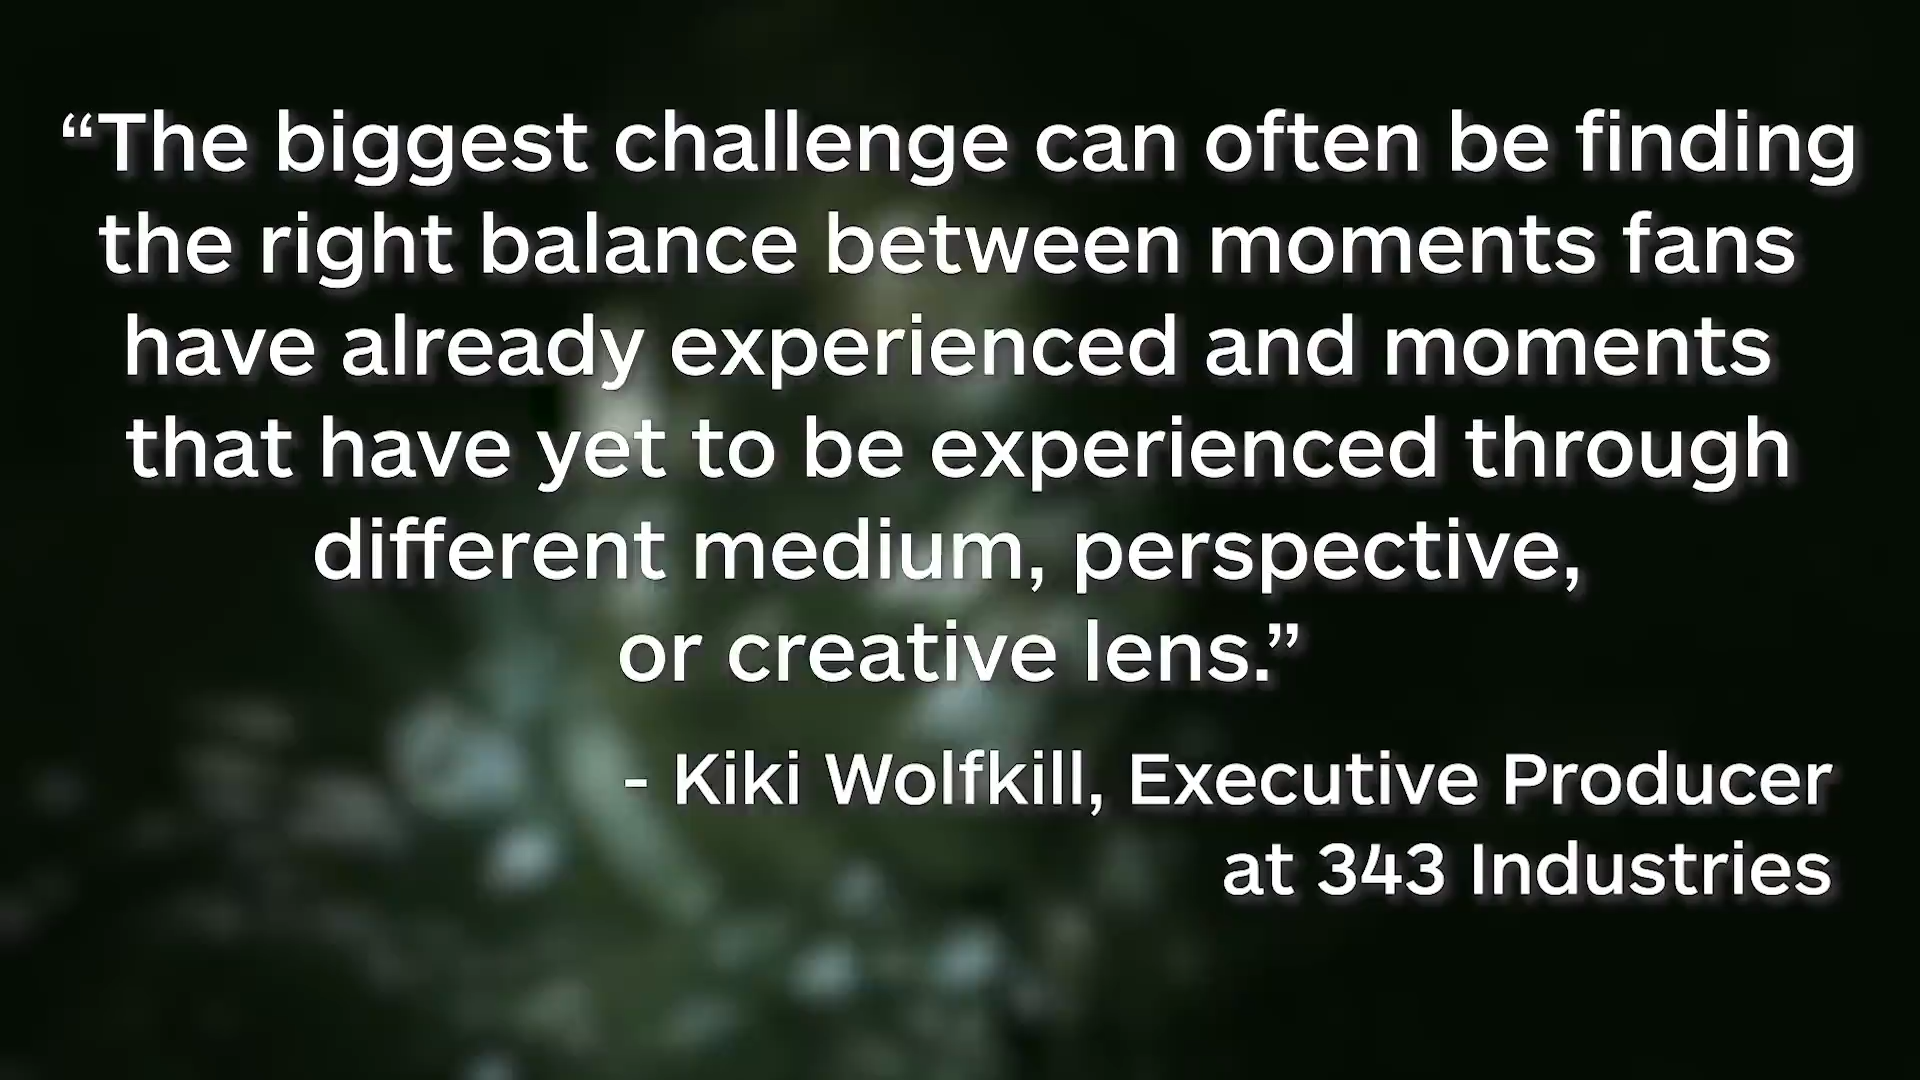 “The biggest challenge can often be finding
the right balance between moments fans
have already experienced and moments
that have yet to be experienced through
different medium, perspective,
or creative lens.”
- Kiki Wolfkill, Executive Producer
at 343 Industries